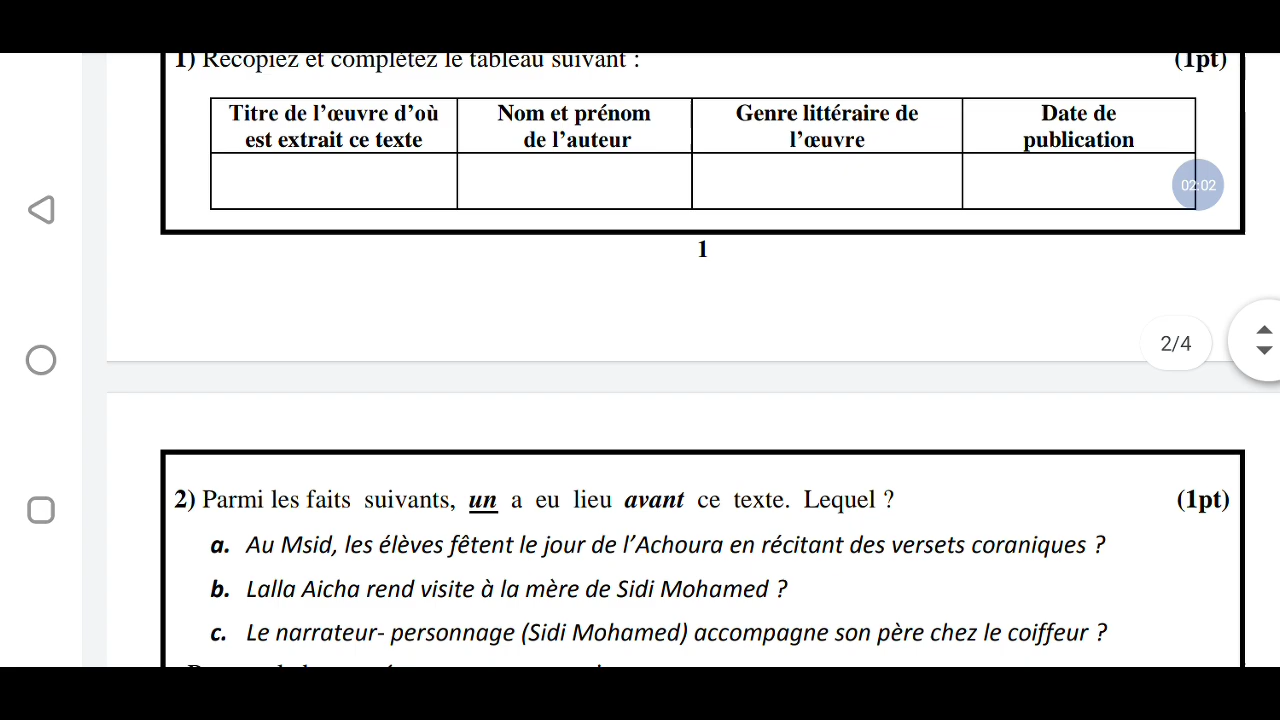 1) Recopiez et complétez le tableau suivant : (1pt)
Titre de l'œuvre d'où est extrait ce texte
Nom et prénom de l'auteur
Genre littéraire de l'œuvre
Date de publication
02:02
1
2/4
2) Parmi les faits suivants, un a eu lieu avant ce texte. Lequel ? (1pt)
a. Au Msid, les élèves fêtent le jour de l'Achoura en récitant des versets coraniques ?
b. Lalla Aicha rend visite à la mère de Sidi Mohamed ?
c. Le narrateur- personnage (Sidi Mohamed) accompagne son père chez le coiffeur ?